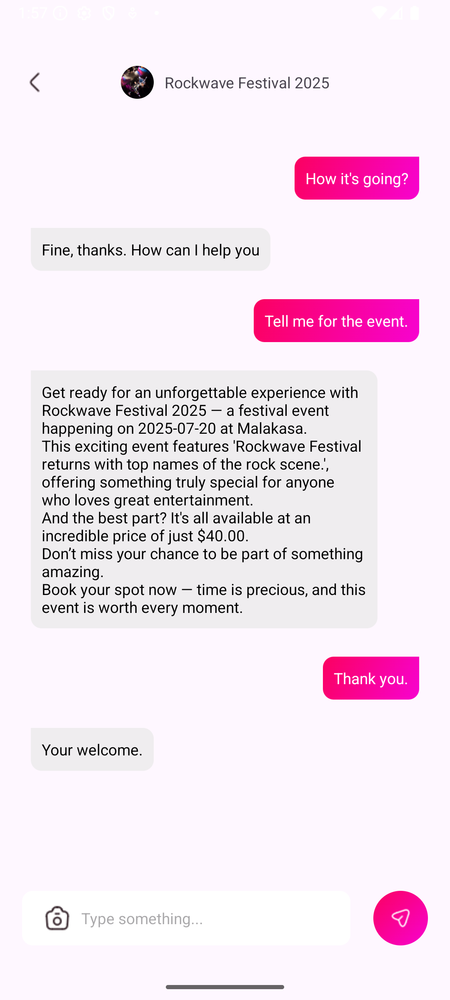 1:57
Rockwave Festival 2025
How it's going?
Fine, thanks. How can I help you
Tell me for the event.
Get ready for an unforgettable experience with
Rockwave Festival 2025 — a festival event
happening on 2025-07-20 at Malakasa.
This exciting event features 'Rockwave Festival
returns with top names of the rock scene.',
offering something truly special for anyone
who loves great entertainment.
And the best part? It's all available at an
incredible price of just $40.00.
Don’t miss your chance to be part of something
amazing.
Book your spot now — time is precious, and this
event is worth every moment.
Thank you.
Your welcome.
Type something...